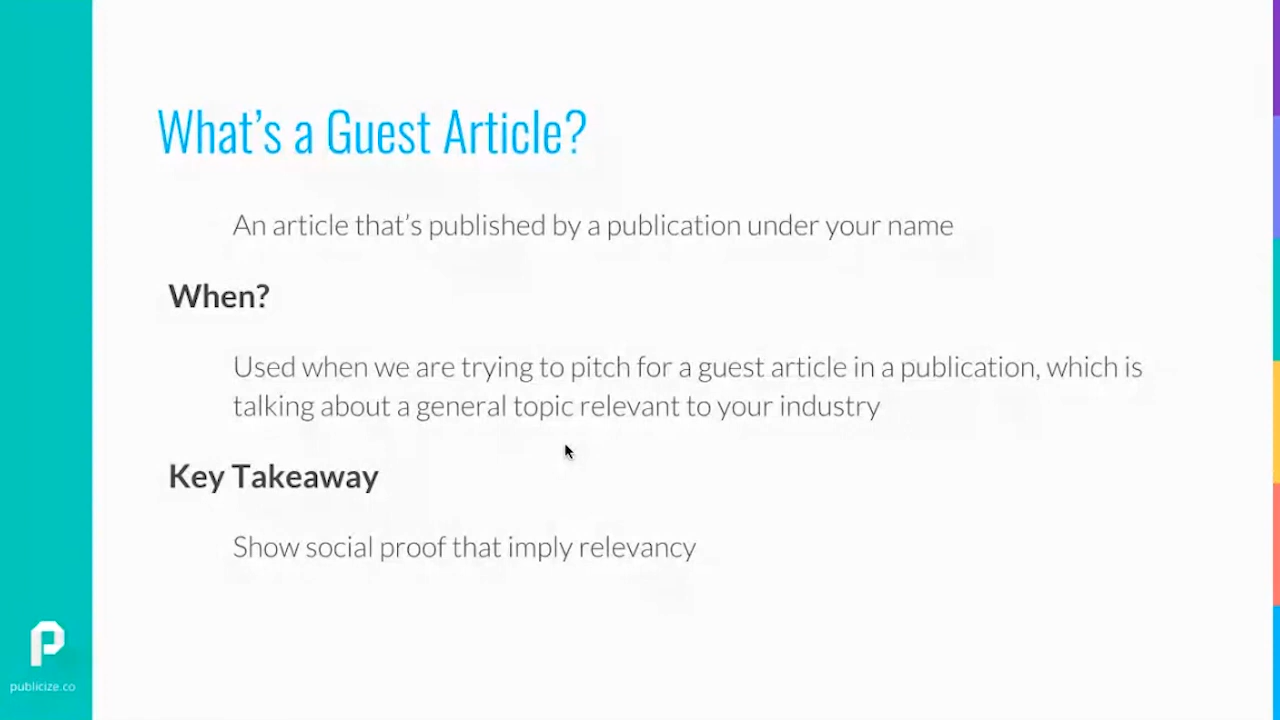 What's a Guest Article?
An article that's published by a publication under your name
When?
Used when we are trying to pitch for a guest article in a publication, which is
talking about a general topic relevant to your industry
Key Takeaway
Show social proof that imply relevancy
publicize.co